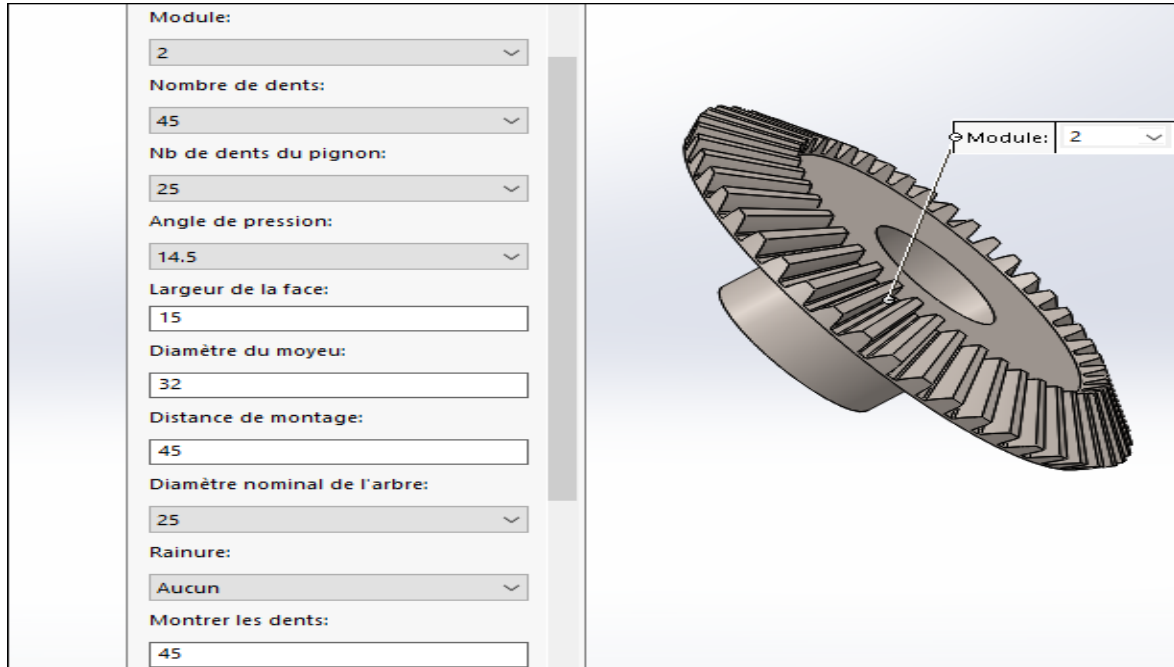 Module:
2
Nombre de dents:
45
Nb de dents du pignon:
25
Angle de pression:
14.5
Largeur de la face:
15
Diamètre du moyeu:
32
Distance de montage:
45
Diamètre nominal de l'arbre:
25
Rainure:
Aucun
Montrer les dents:
45
Module: 2